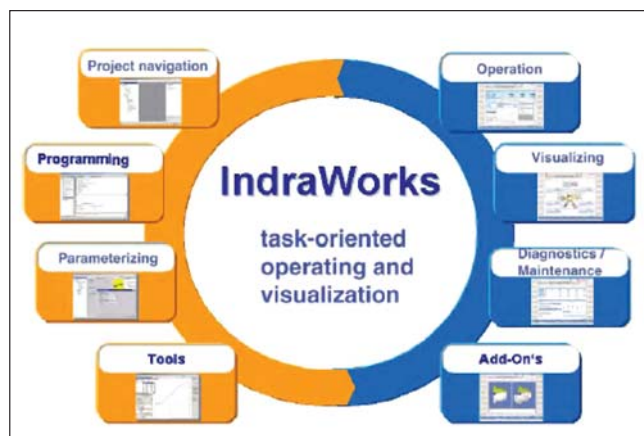 Project navigation
Programming
Parameterizing
Tools
IndraWorks
task-oriented
operating and
visualization
Operation
Visualizing
Diagnostics /
Maintenance
Add-On's